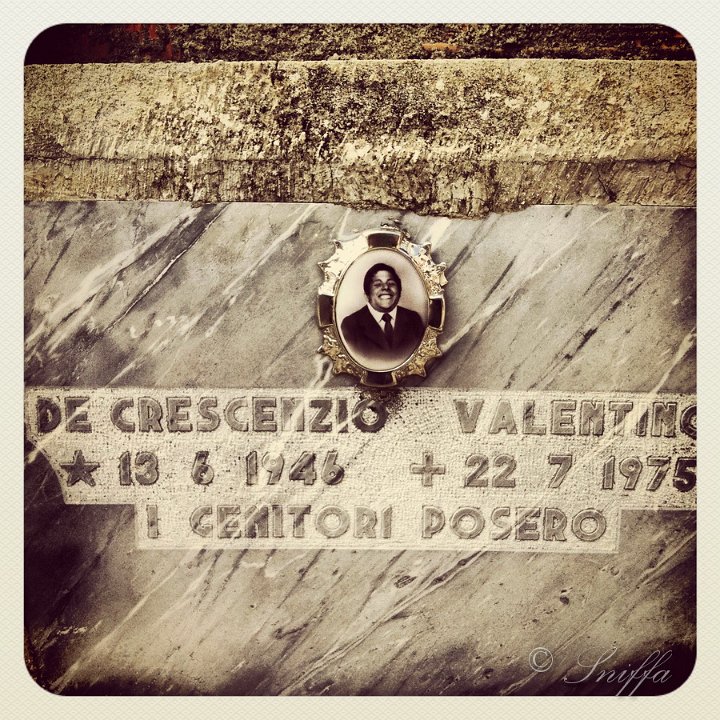 DE CRESCENZIO VALENTINO
★ 13 6 1946 + 22 7 1975
I GENITORI POSERO
© Sniffa